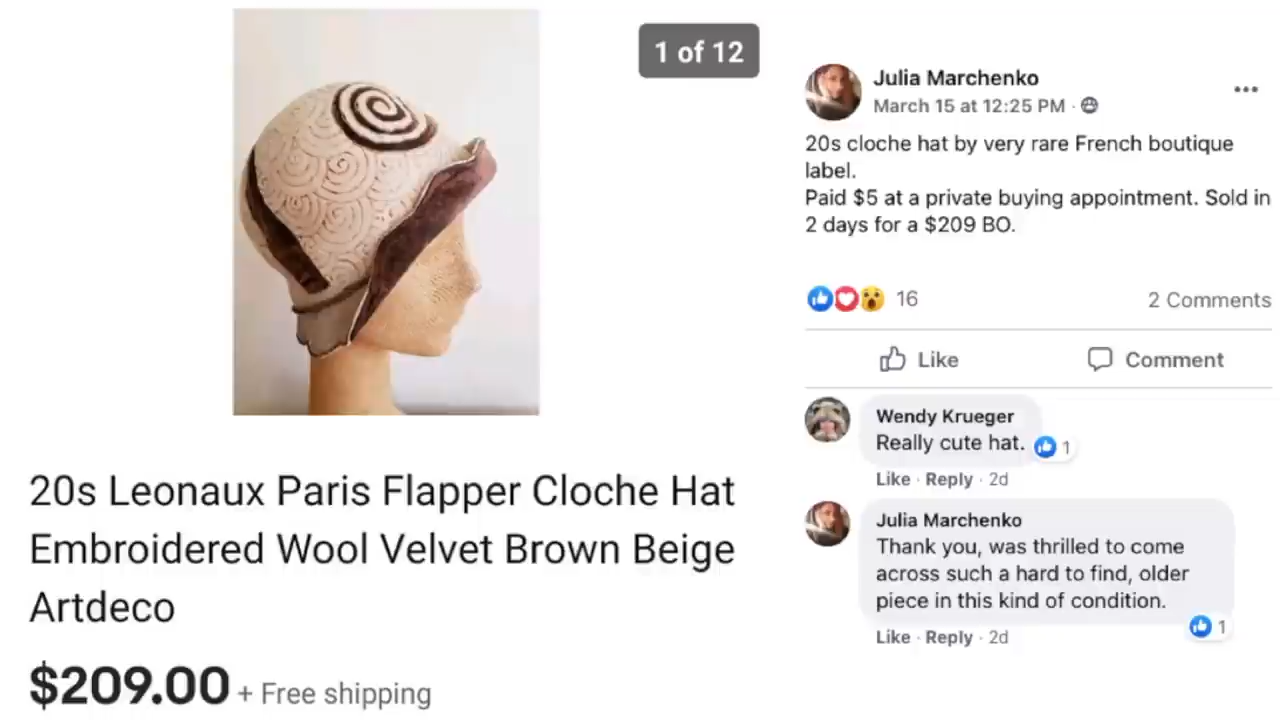 1 of 12
20s Leonaux Paris Flapper Cloche Hat
Embroidered Wool Velvet Brown Beige
Artdeco
$209.00 + Free shipping
Julia Marchenko
March 15 at 12:25 PM ·
20s cloche hat by very rare French boutique
label.
Paid $5 at a private buying appointment. Sold in
2 days for a $209 BO.
16
2 Comments
Like
Comment
Wendy Krueger
Really cute hat.
1
Like · Reply · 2d
Julia Marchenko
Thank you, was thrilled to come
across such a hard to find, older
piece in this kind of condition.
1
Like · Reply · 2d